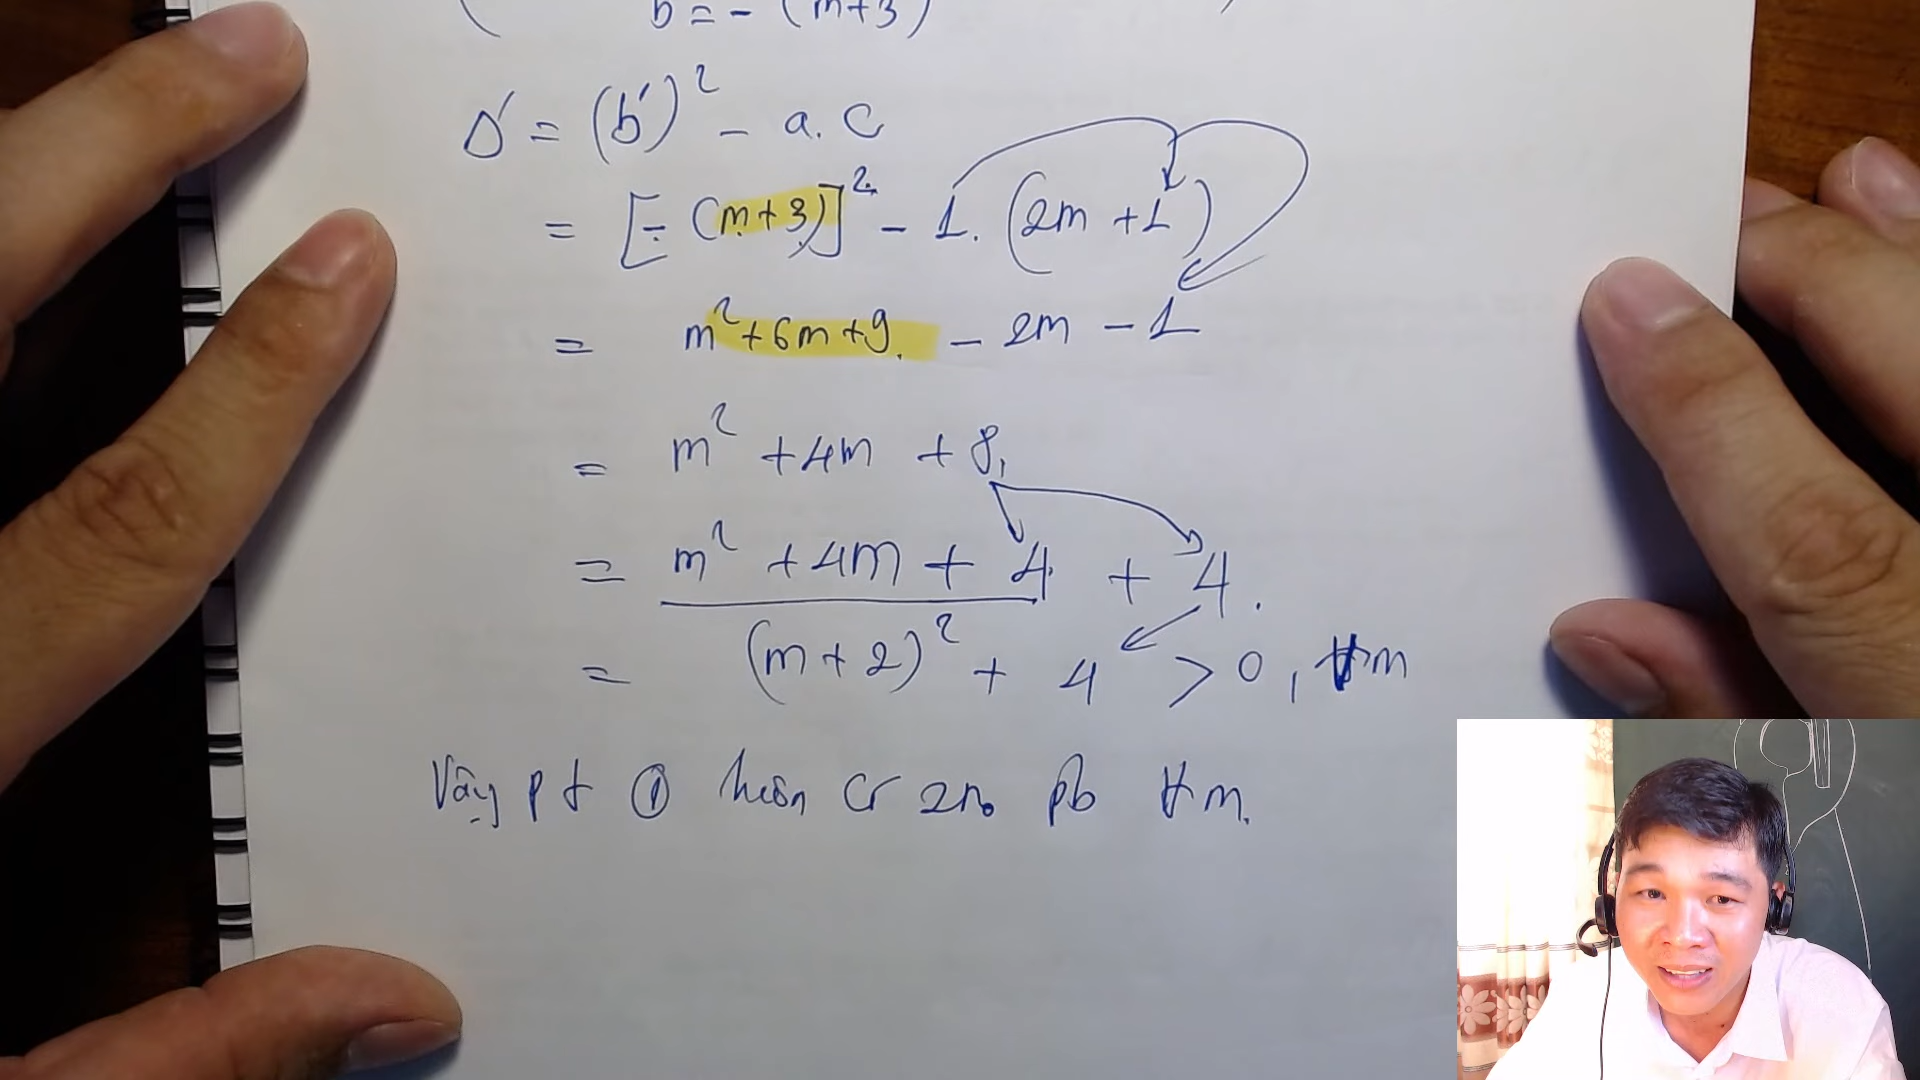 b = - (m+3)
Δ' = (b')² - a.c
= [- (m+3)]² - 1. (2m +1)
= m² + 6m + 9 - 2m - 1
= m² + 4m + 8
= m² + 4m + 4 + 4.
= (m + 2)² + 4 > 0, ∀m
Vậy pt ① luôn có 2n₀ pb ∀m.